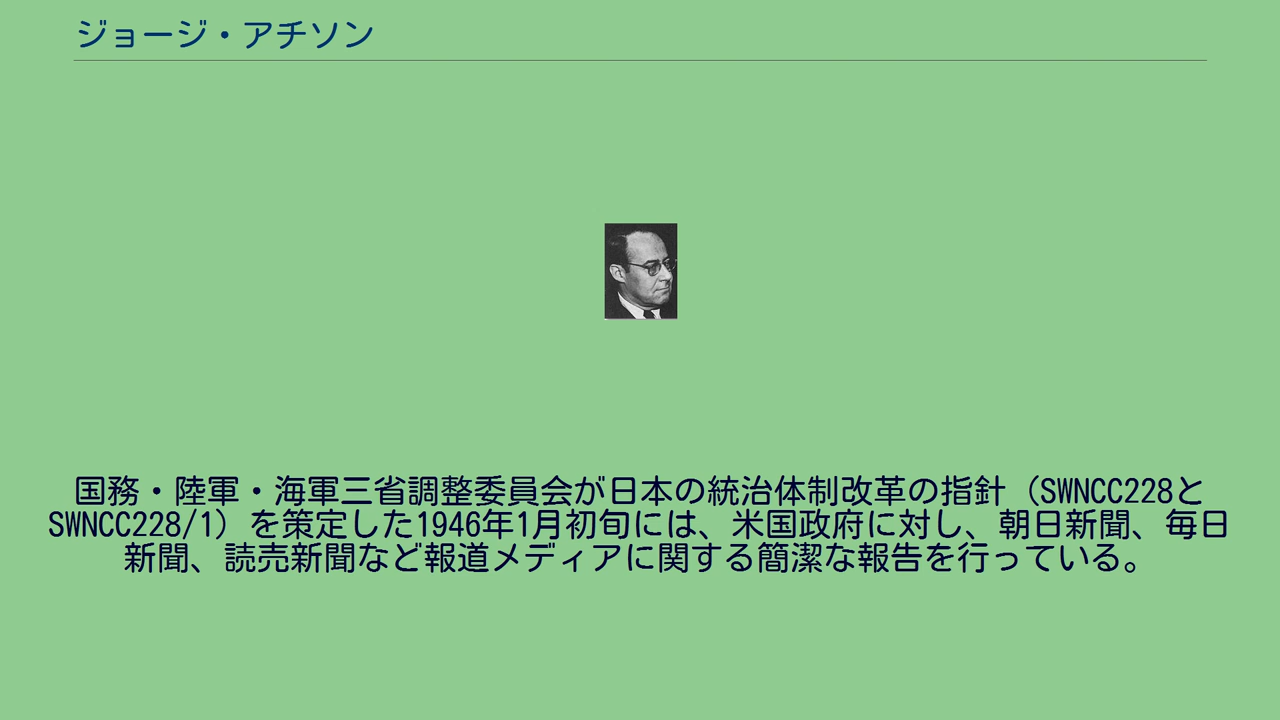 ジョージ・アチソン
国務・陸軍・海軍三省調整委員会が日本の統治体制改革の指針（SWNCC228と
SWNCC228/1）を策定した1946年1月初旬には、米国政府に対し、朝日新聞、毎日
新聞、読売新聞など報道メディアに関する簡潔な報告を行っている。